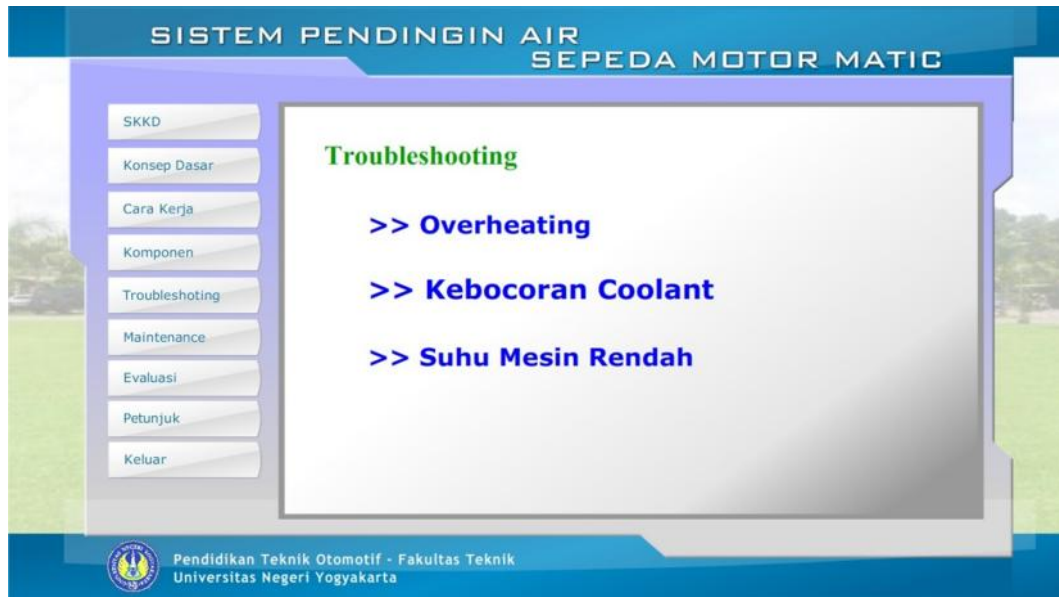 SISTEM PENDINGIN AIR
SEPEDA MOTOR MATIC
SKKD
Konsep Dasar
Cara Kerja
Komponen
Troubleshoting
Maintenance
Evaluasi
Petunjuk
Keluar
Troubleshooting
>> Overheating
>> Kebocoran Coolant
>> Suhu Mesin Rendah
Pendidikan Teknik Otomotif - Fakultas Teknik
Universitas Negeri Yogyakarta